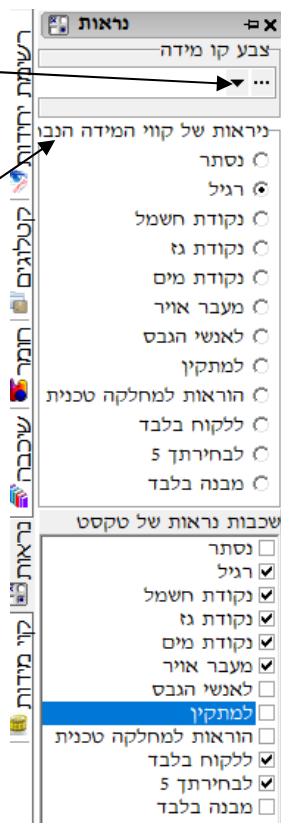 נראות
צבע קו מידה
...
ניראות של קווי המידה הנבר
נסתר
רגיל
נקודת חשמל
נקודת גז
נקודת מים
מעבר אויר
לאנשי הגבס
למתקין
הוראות למחלקה טכנית
ללקוח בלבד
לבחירתך 5
מבנה בלבד
שכבות נראות של טקסט
נסתר
רגיל
נקודת חשמל
נקודת גז
נקודת מים
מעבר אויר
לאנשי הגבס
למתקין
הוראות למחלקה טכנית
ללקוח בלבד
לבחירתך 5
מבנה בלבד
רשימת יחידות
קטלוגים
חומר
שיכבה
נראות
קוי מידות